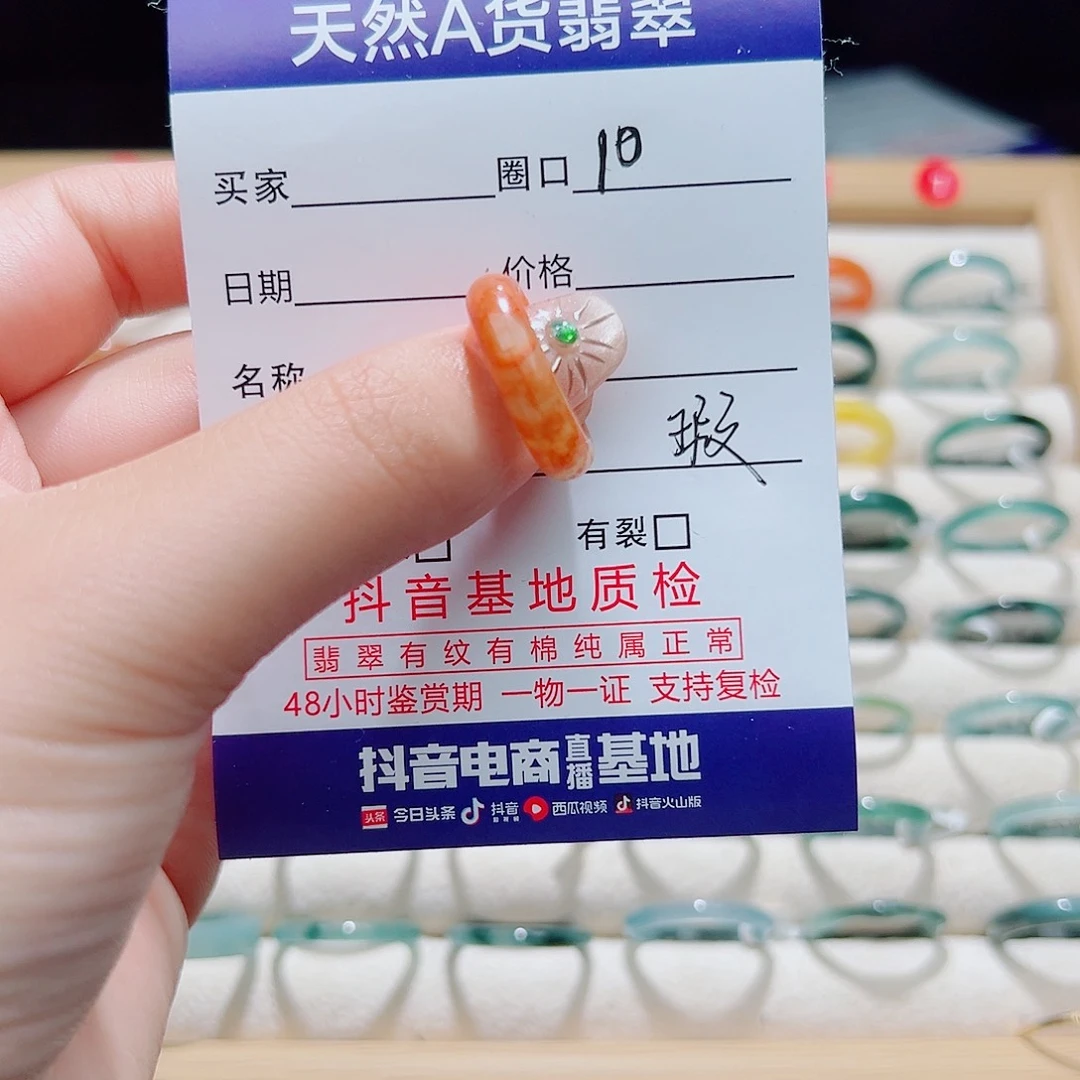 天然A货翡翠
买家 圈口 10
日期 价格
名称
瑕
有裂
抖音基地质检
翡翠有纹有棉纯属正常
48小时鉴赏期 一物一证 支持复检
抖音电商直播基地
头条 今日头条 抖音 西瓜视频 抖音火山版